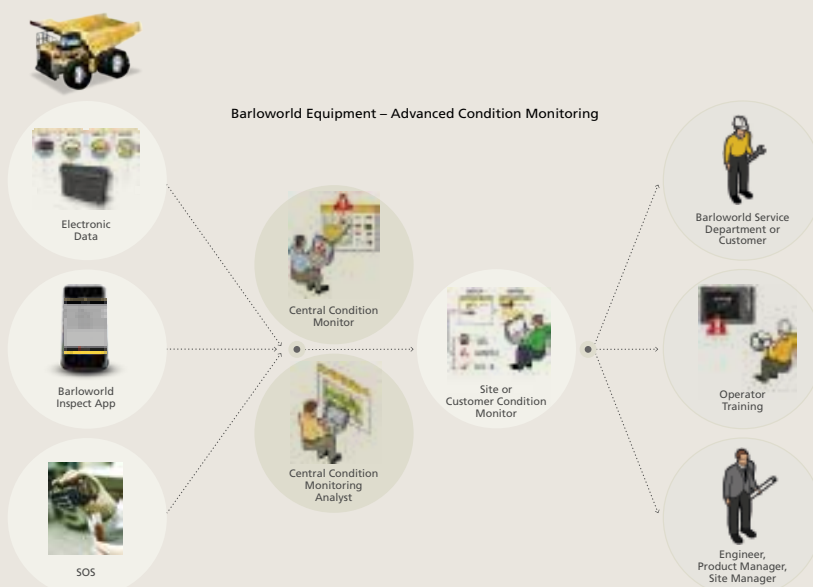 Barloworld Equipment – Advanced Condition Monitoring
Electronic
Data
Barloworld
Inspect App
SOS
Central Condition
Monitor
Central Condition
Monitoring
Analyst
Site or
Customer Condition
Monitor
Barloworld Service
Department or
Customer
Operator
Training
Engineer,
Product Manager,
Site Manager